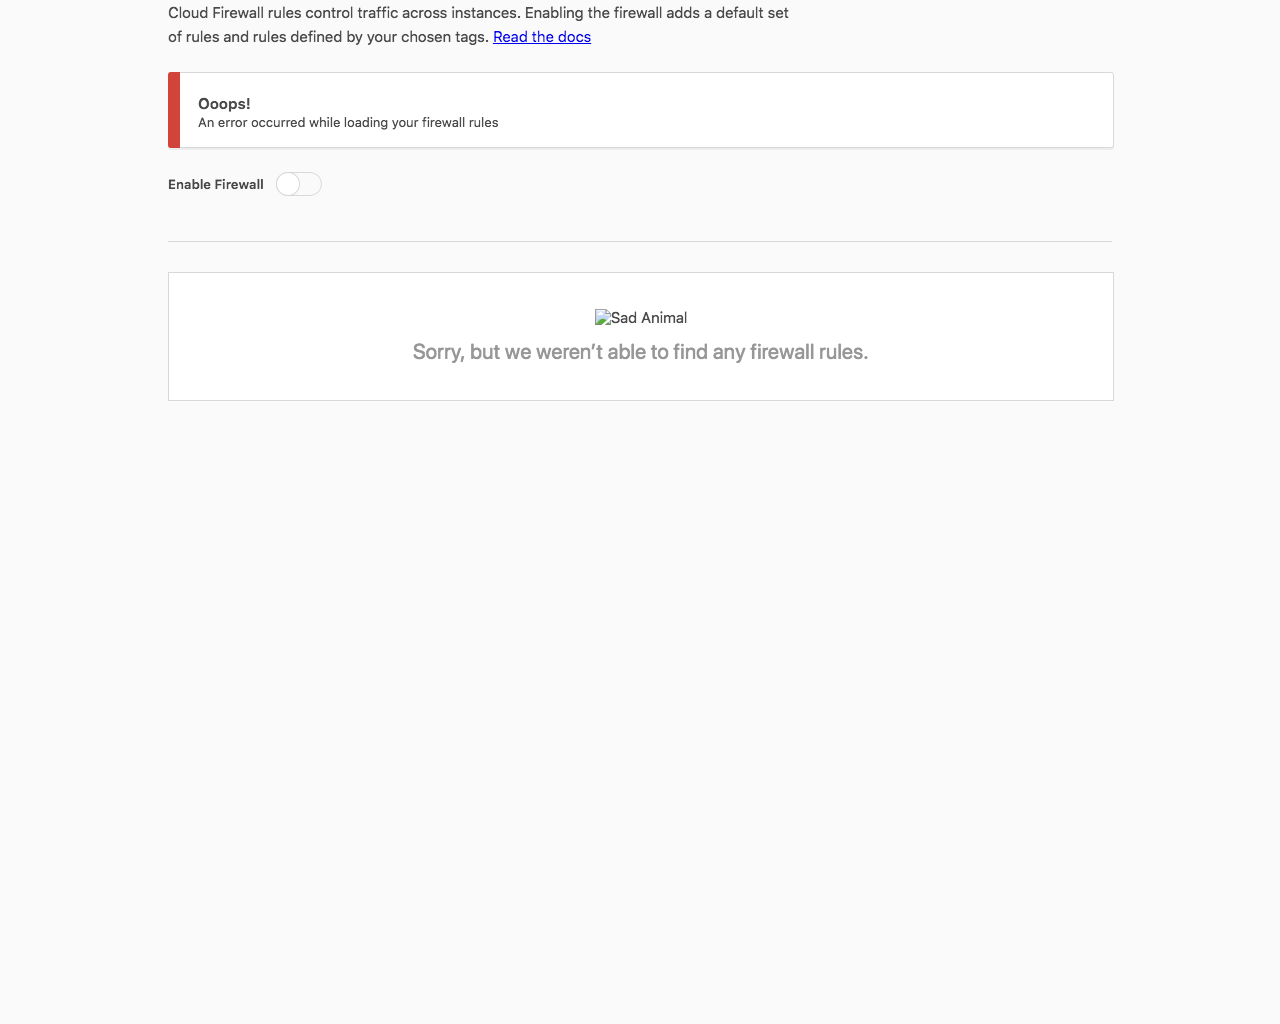 Cloud Firewall rules control traffic across instances. Enabling the firewall adds a default set
of rules and rules defined by your chosen tags. Read the docs
Ooops!
An error occurred while loading your firewall rules
Enable Firewall
Sad Animal
Sorry, but we weren’t able to find any firewall rules.